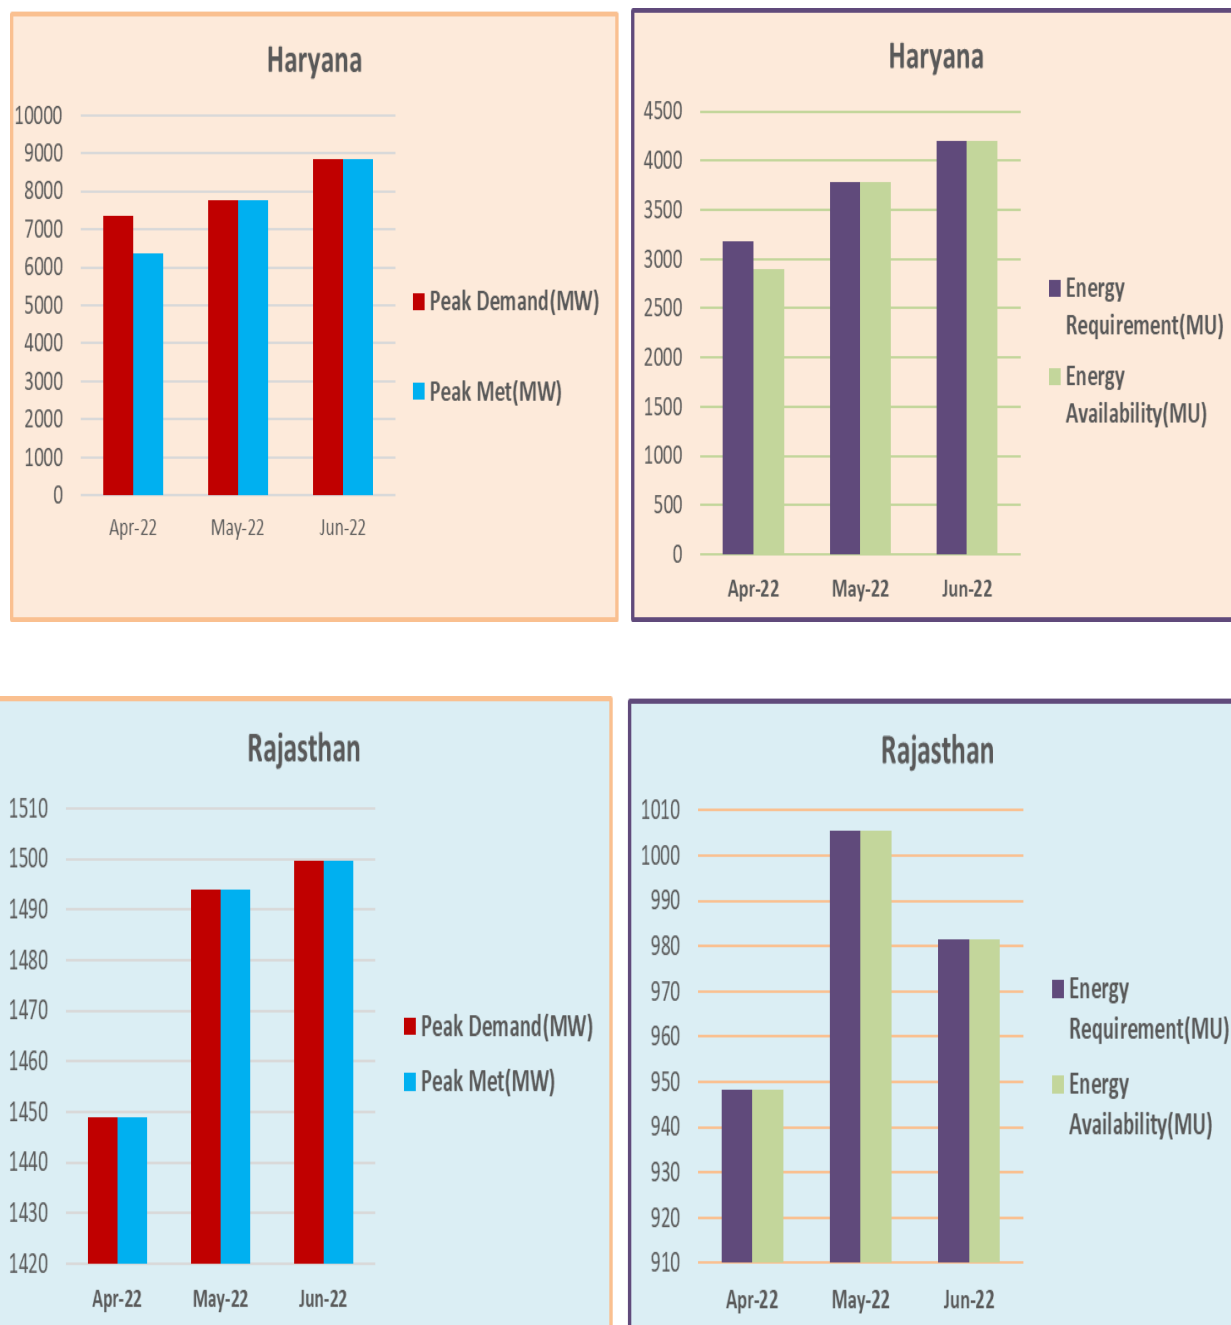 Haryana
10000
9000
8000
7000
6000
5000
4000
3000
2000
1000
0
Apr-22 May-22 Jun-22
Peak Demand(MW)
Peak Met(MW)
Haryana
4500
4000
3500
3000
2500
2000
1500
1000
500
0
Apr-22 May-22 Jun-22
Energy
Requirement(MU)
Energy
Availability(MU)
Rajasthan
1510
1500
1490
1480
1470
1460
1450
1440
1430
1420
Apr-22 May-22 Jun-22
Peak Demand(MW)
Peak Met(MW)
Rajasthan
1010
1000
990
980
970
960
950
940
930
920
910
Apr-22 May-22 Jun-22
Energy
Requirement(MU)
Energy
Availability(MU)